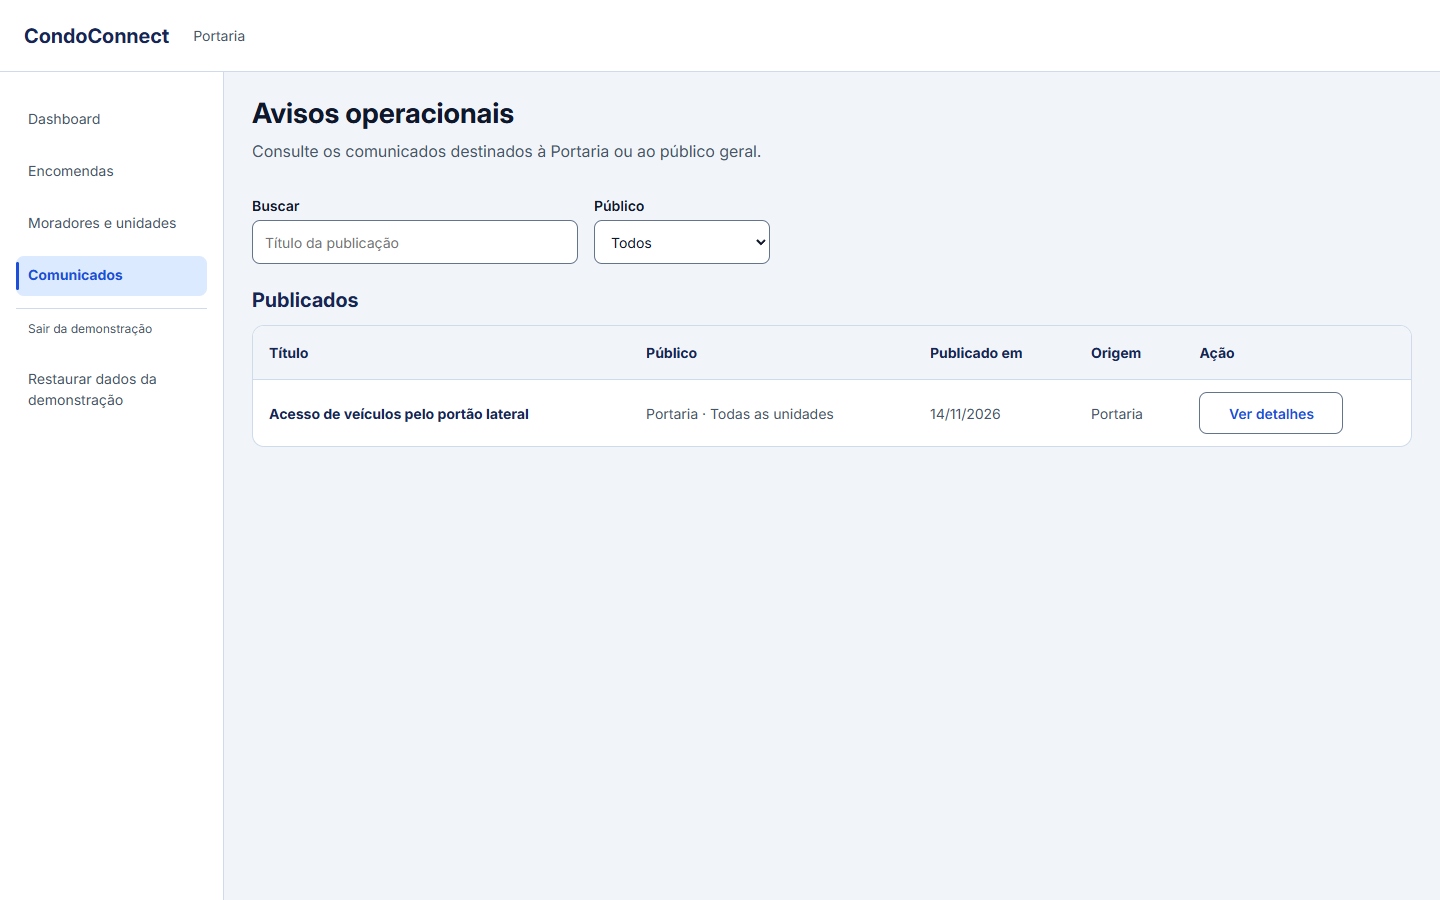 CondoConnect Portaria
Dashboard
Encomendas
Moradores e unidades
Comunicados
Sair da demonstração
Restaurar dados da
demonstração
Avisos operacionais
Consulte os comunicados destinados à Portaria ou ao público geral.
Buscar Público
Título da publicação Todos
Publicados
Título Público Publicado em Origem Ação
Acesso de veículos pelo portão lateral Portaria · Todas as unidades 14/11/2026 Portaria Ver detalhes